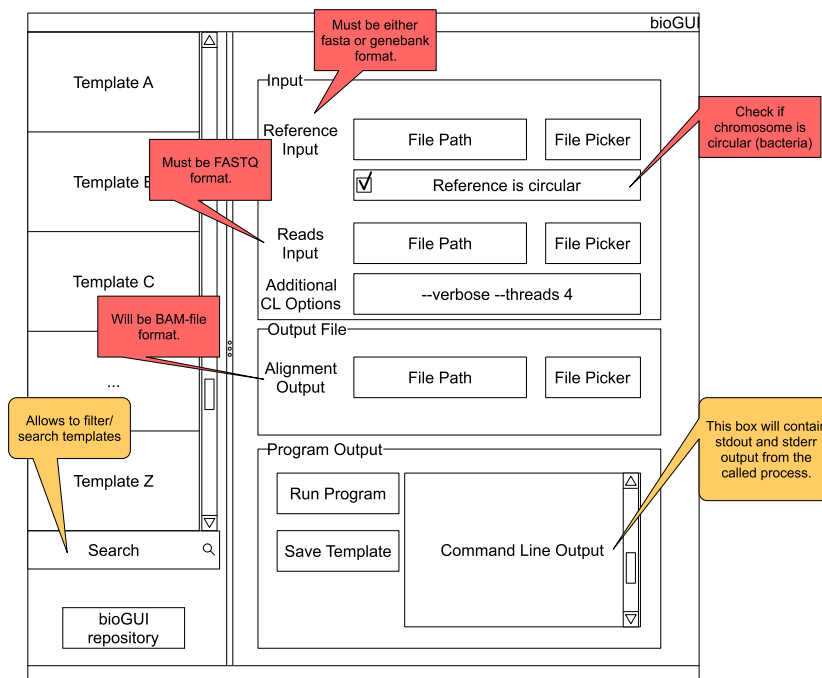 bioGUI
Must be either
fasta or genebank
format.
Template A
Input
Reference
Input
File Path
File Picker
Check if
chromosome is
circular (bacteria)
Template
Must be FASTQ
format.
Reference is circular
Reads
Input
File Path
File Picker
Template C
Additional
CL Options
--verbose --threads 4
Will be BAM-file
format.
Output File
Alignment
Output
File Path
File Picker
...
Allows to filter/
search templates
This box will contain
stdout and stderr
output from the
called process.
Program Output
Template Z
Run Program
Save Template
Command Line Output
Search
bioGUI
repository